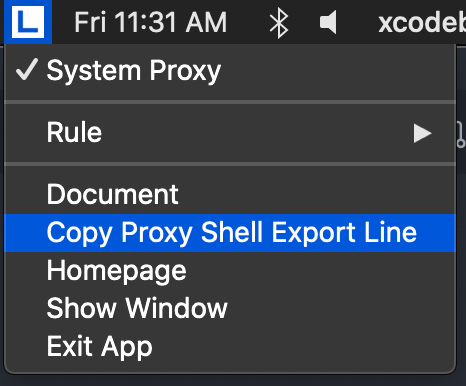 L Fri 11:31 AM xcodeb
System Proxy
Rule
Document
Copy Proxy Shell Export Line
Homepage
Show Window
Exit App